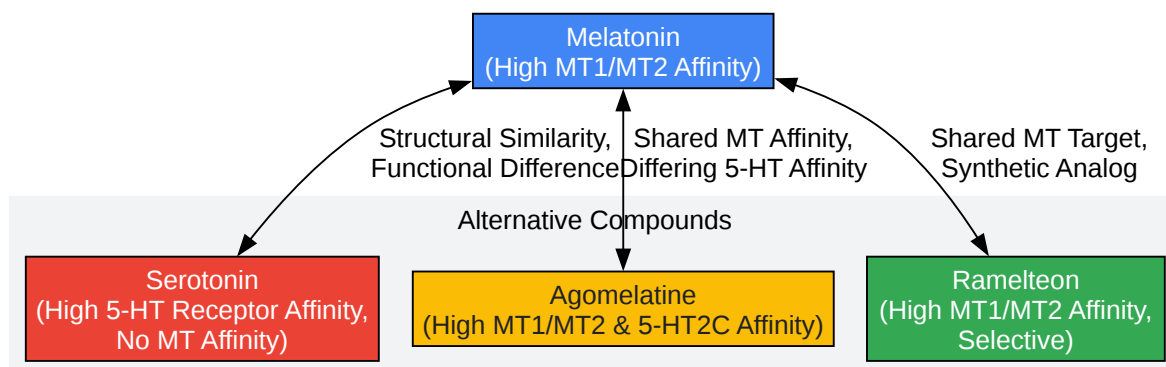 Melatonin
(High MT1/MT2 Affinity)
Structural Similarity,
Functional Difference
Shared MT Affinity,
Differing 5-HT Affinity
Shared MT Target,
Synthetic Analog
Alternative Compounds
Serotonin
(High 5-HT Receptor Affinity,
No MT Affinity)
Agomelatine
(High MT1/MT2 & 5-HT2C Affinity)
Ramelteon
(High MT1/MT2 Affinity,
Selective)